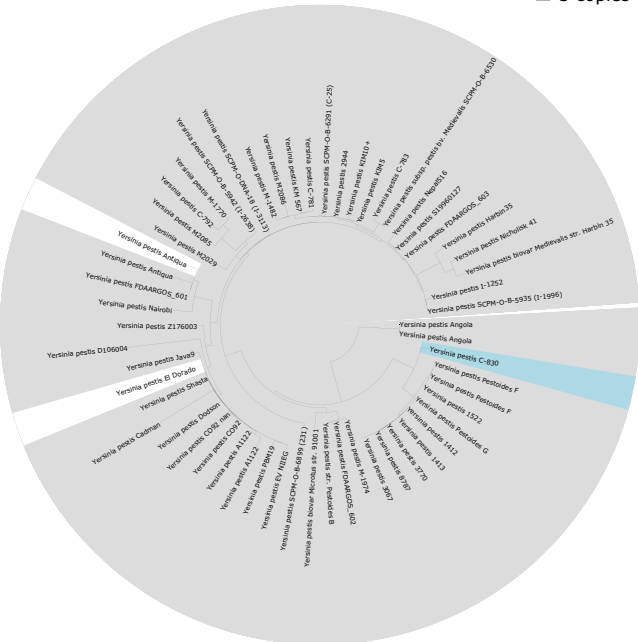 3 copies
Yersinia pestis SCPM-O-B-6291 (C-25)
Yersinia pestis 2944
Yersinia pestis KIM10+
Yersinia pestis KIM5
Yersinia pestis C-783
Yersinia pestis subsp. pestis bv. Medievalis SCPM-O-B-6530
Yersinia pestis Nepal516
Yersinia pestis S19960127
Yersinia pestis FDAARGOS_603
Yersinia pestis Harbin35
Yersinia pestis Nicholisk 41
Yersinia pestis biovar Medievalis str. Harbin 35
Yersinia pestis I-1252
Yersinia pestis SCPM-O-B-5935 (I-1996)
Yersinia pestis Angola
Yersinia pestis Angola
Yersinia pestis C-830
Yersinia pestis Pestoides F
Yersinia pestis Pestoides F
Yersinia pestis 1522
Yersinia pestis Pestoides G
Yersinia pestis 1412
Yersinia pestis 1413
Yersinia pestis 3770
Yersinia pestis 8787
Yersinia pestis 3067
Yersinia pestis M-1974
Yersinia pestis FDAARGOS_602
Yersinia pestis str. Pestoides B
Yersinia pestis biovar Microtus str. 91001
Yersinia pestis SCPM-O-B-6899 (231)
Yersinia pestis EV NIIEG
Yersinia pestis PBM19
Yersinia pestis A1122
Yersinia pestis A1122
Yersinia pestis CO92
Yersinia pestis CO92 nan
Yersinia pestis Dodson
Yersinia pestis Cadman
Yersinia pestis Shasta
Yersinia pestis El Dorado
Yersinia pestis Java9
Yersinia pestis D106004
Yersinia pestis Z176003
Yersinia pestis Nairobi
Yersinia pestis FDAARGOS_601
Yersinia pestis Antiqua
Yersinia pestis Antiqua
Yersinia pestis M2029
Yersinia pestis M2085
Yersinia pestis C-792
Yersinia pestis M-1770
Yersinia pestis SCPM-O-B-5942 (I-2638)
Yersinia pestis SCPM-O-DNA-18 (I-3113)
Yersinia pestis M-1482
Yersinia pestis M2086
Yersinia pestis KM 567
Yersinia pestis C-781